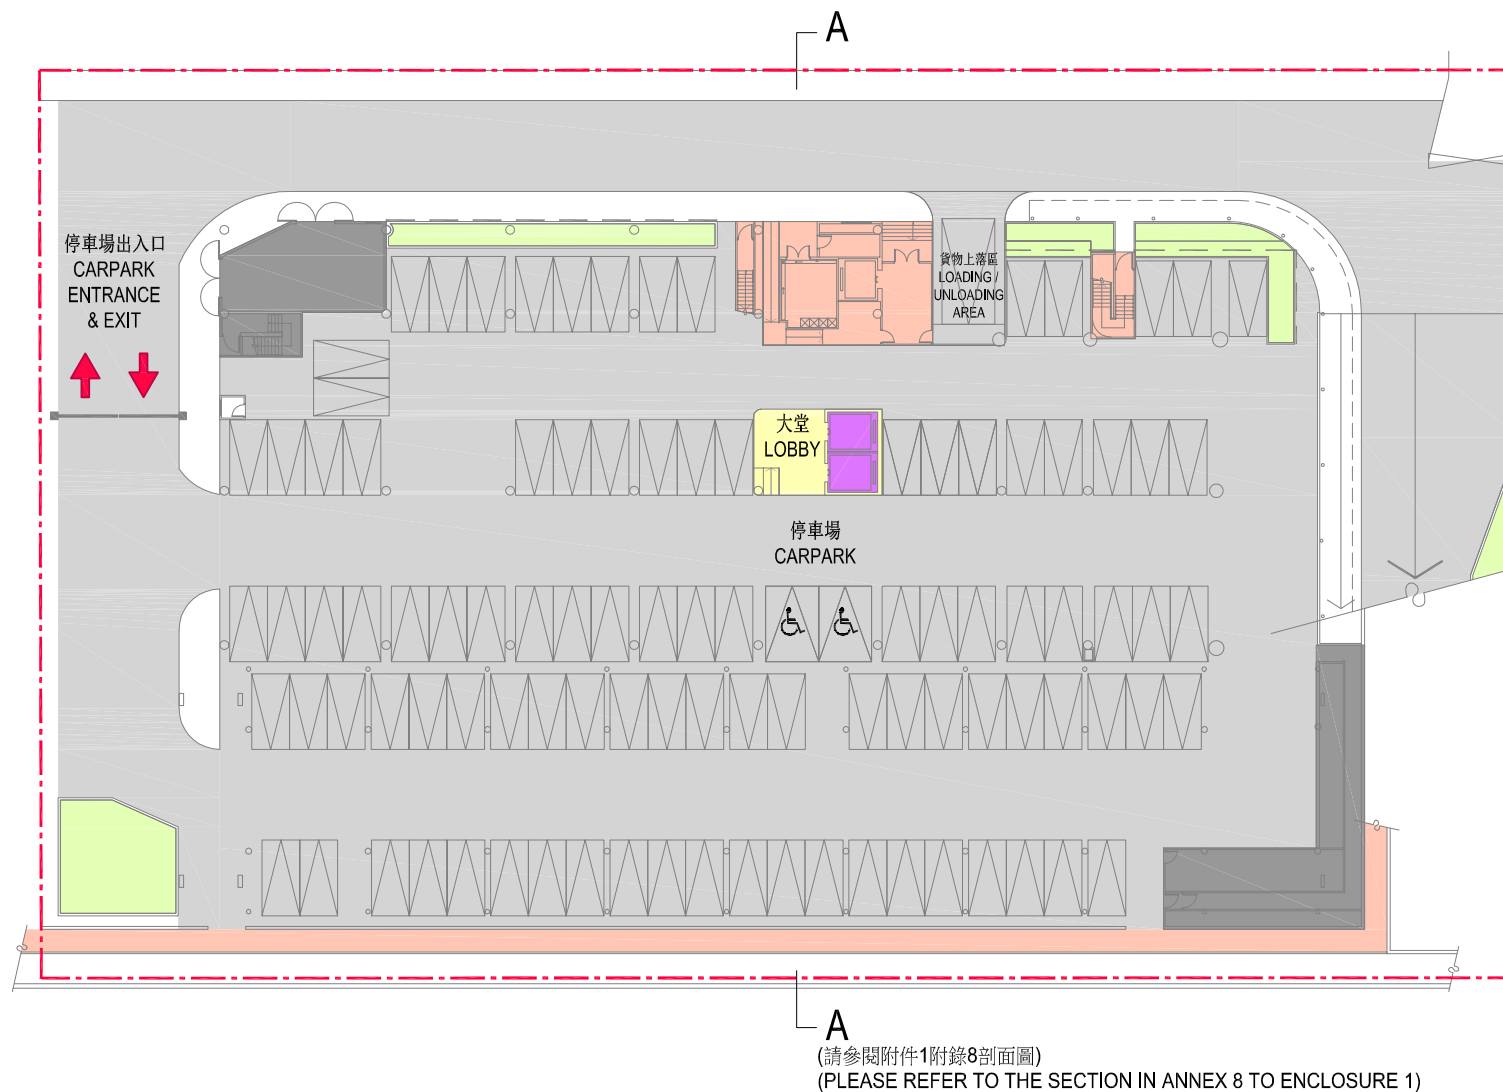 A
停車場出入口
CARPARK
ENTRANCE
& EXIT
貨物上落區
LOADING /
UNLOADING
AREA
大堂
LOBBY
停車場
CARPARK
A
(請參閱附件1附錄8剖面圖)
(PLEASE REFER TO THE SECTION IN ANNEX 8 TO ENCLOSURE 1)